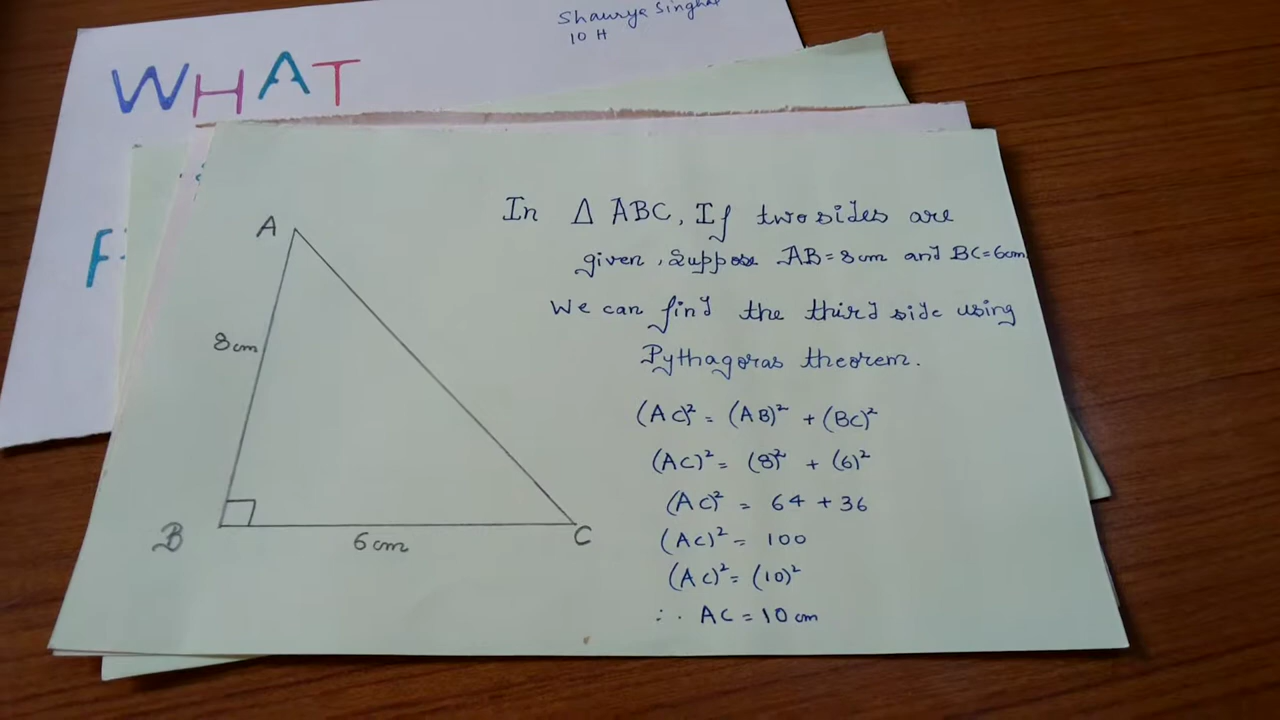 Shaurya Singhal
10 H
WHAT
In Δ ABC, If two sides are
given, Suppose AB = 8cm and BC = 6cm
We can find the third side using
Pythagoras theorem.
(AC)² = (AB)² + (BC)²
(AC)² = (8)² + (6)²
(AC)² = 64 + 36
(AC)² = 100
(AC)² = (10)²
∴ AC = 10 cm
A
8cm
B
6cm
C